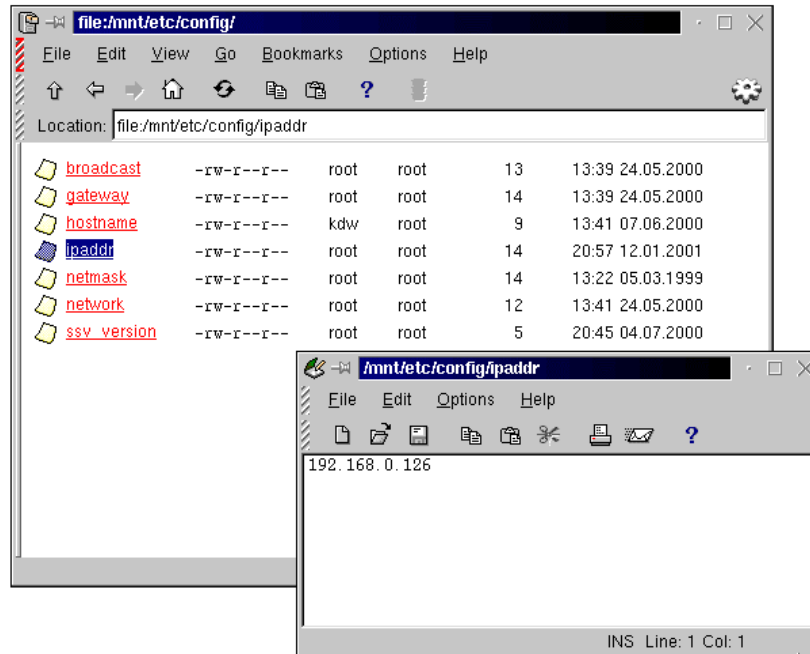 file:/mnt/etc/config/
File Edit View Go Bookmarks Options Help
?
Location: file:/mnt/etc/config/ipaddr
broadcast -rw-r--r-- root root 13 13:39 24.05.2000
gateway -rw-r--r-- root root 14 13:39 24.05.2000
hostname -rw-r--r-- kdw root 9 13:41 07.06.2000
ipaddr -rw-r--r-- root root 14 20:57 12.01.2001
netmask -rw-r--r-- root root 14 13:22 05.03.1999
network -rw-r--r-- root root 12 13:41 24.05.2000
ssv_version -rw-r--r-- root root 5 20:45 04.07.2000
/mnt/etc/config/ipaddr
File Edit Options Help
?
192.168.0.126
INS Line: 1 Col: 1